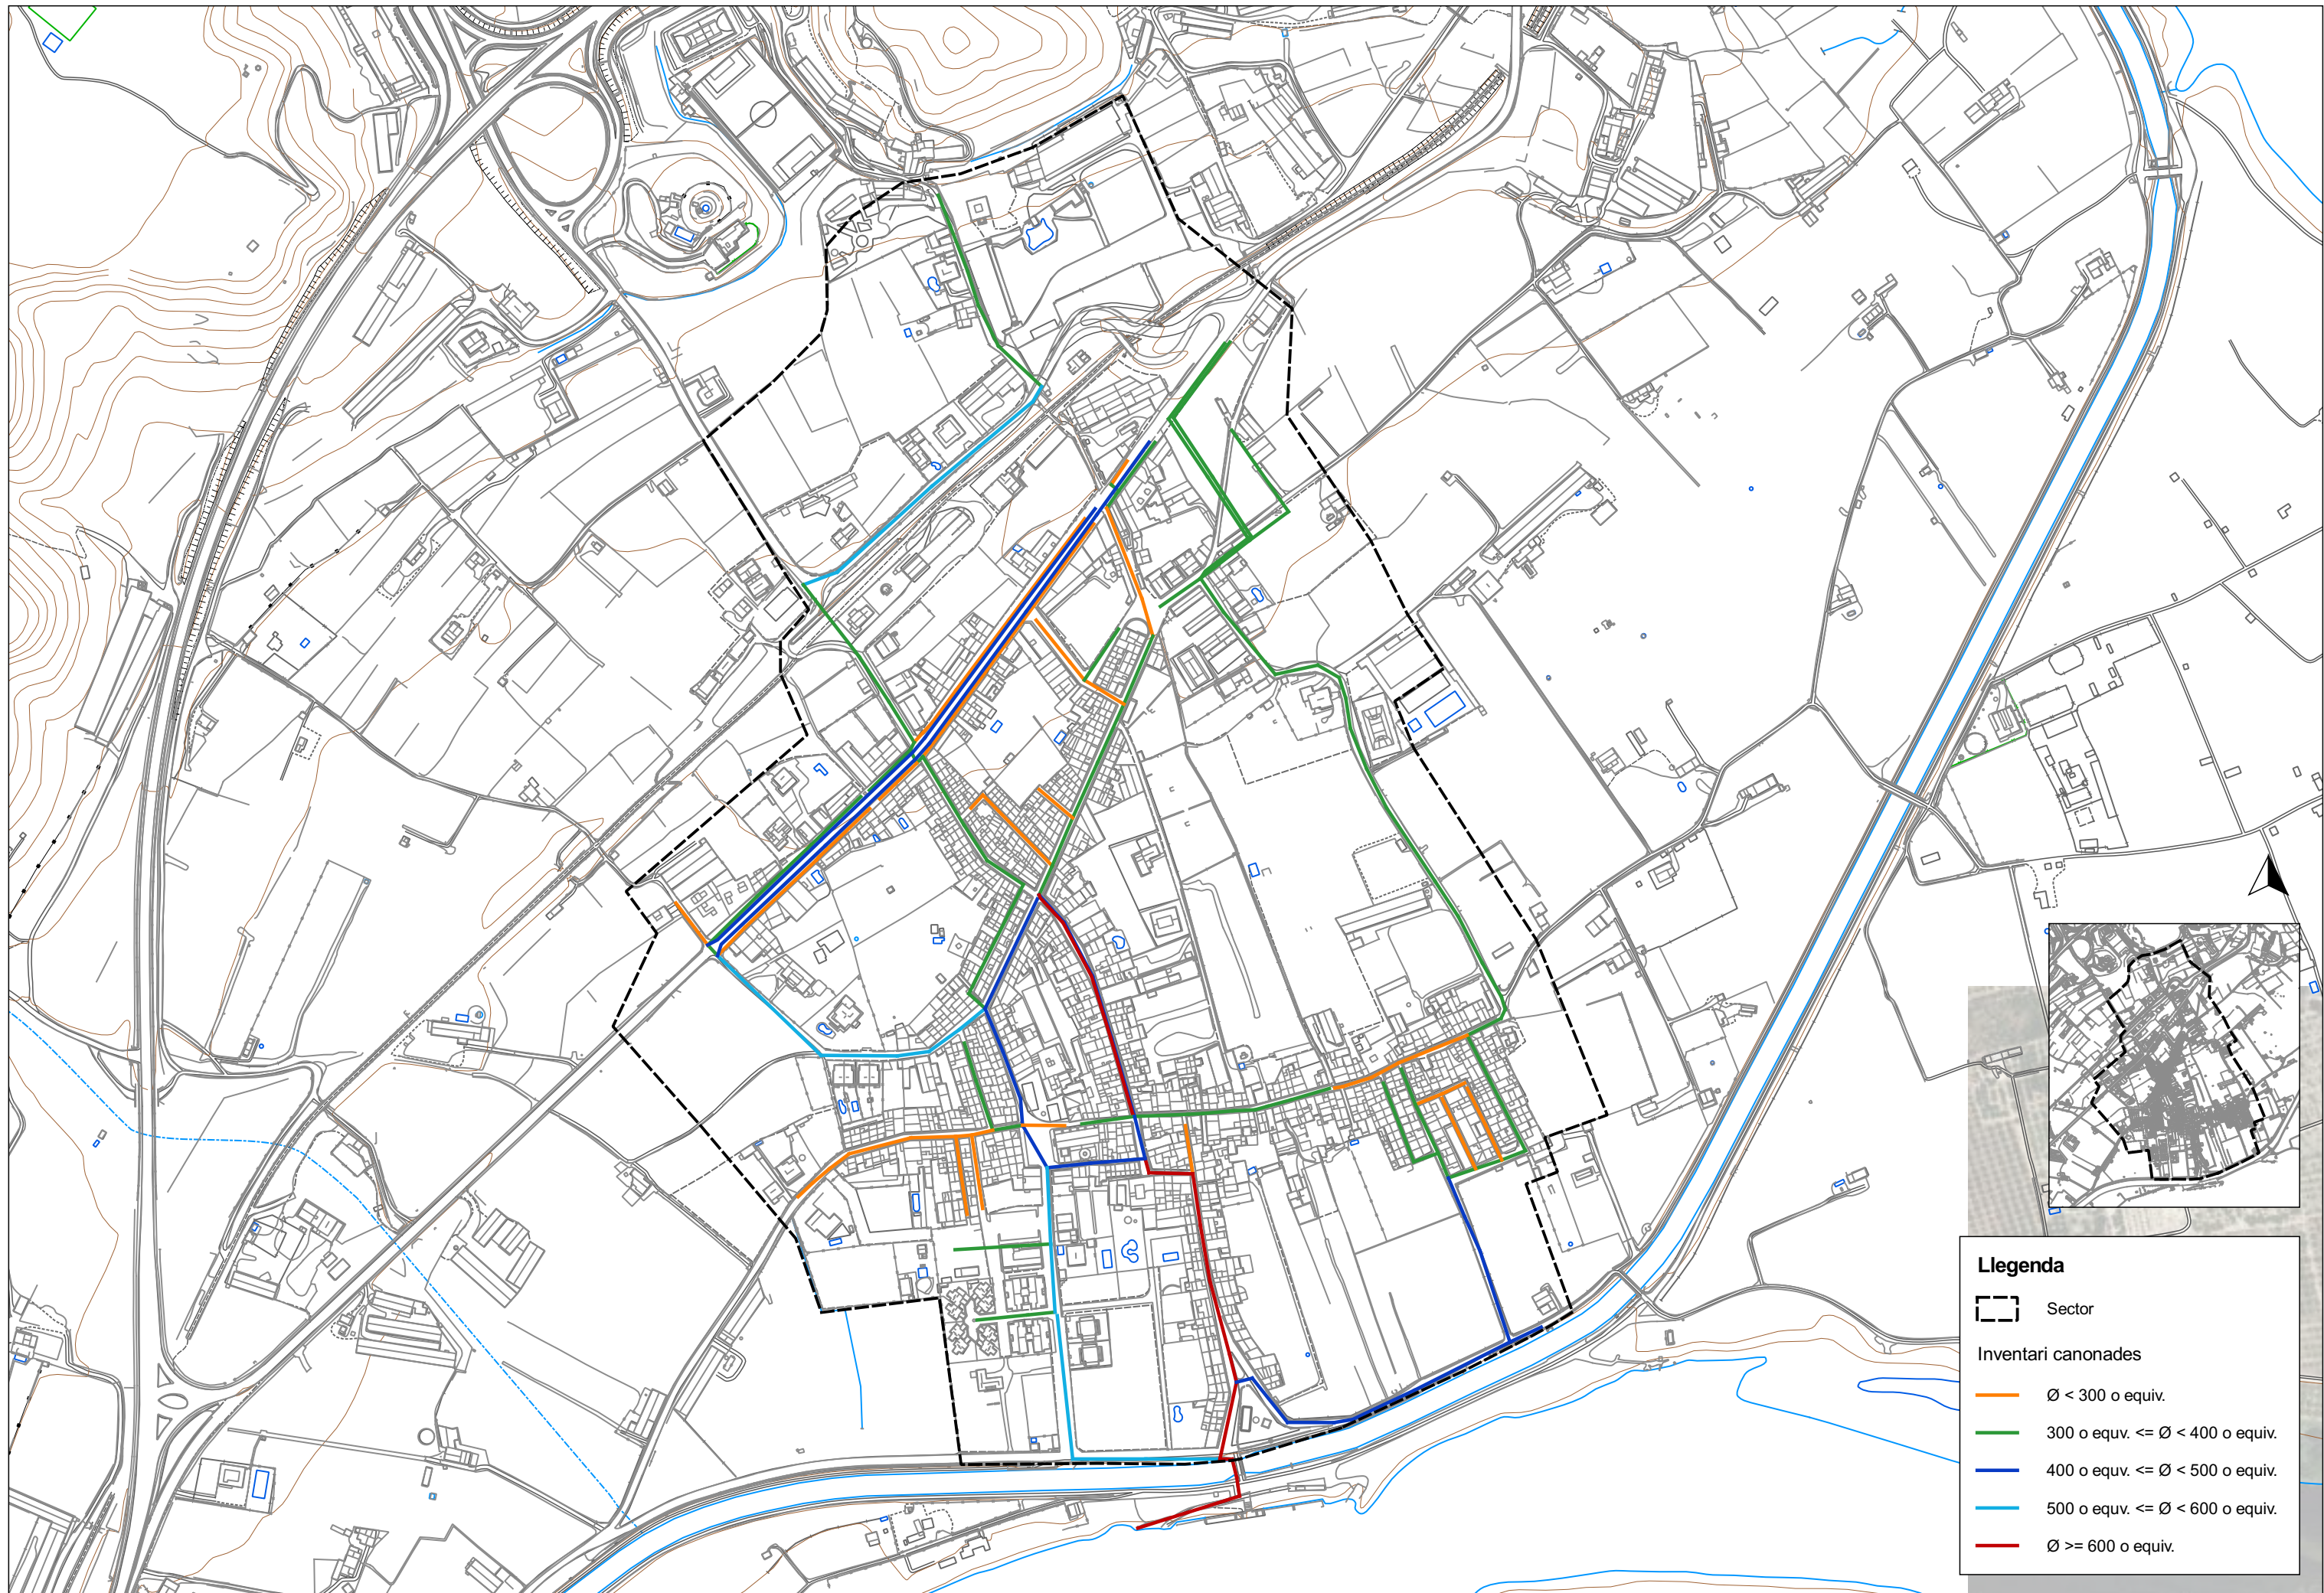 Llegenda
Sector
Inventari canonades
Ø < 300 o equiv.
300 o equv. <= Ø < 400 o equiv.
400 o equv. <= Ø < 500 o equiv.
500 o equv. <= Ø < 600 o equiv.
Ø >= 600 o equiv.